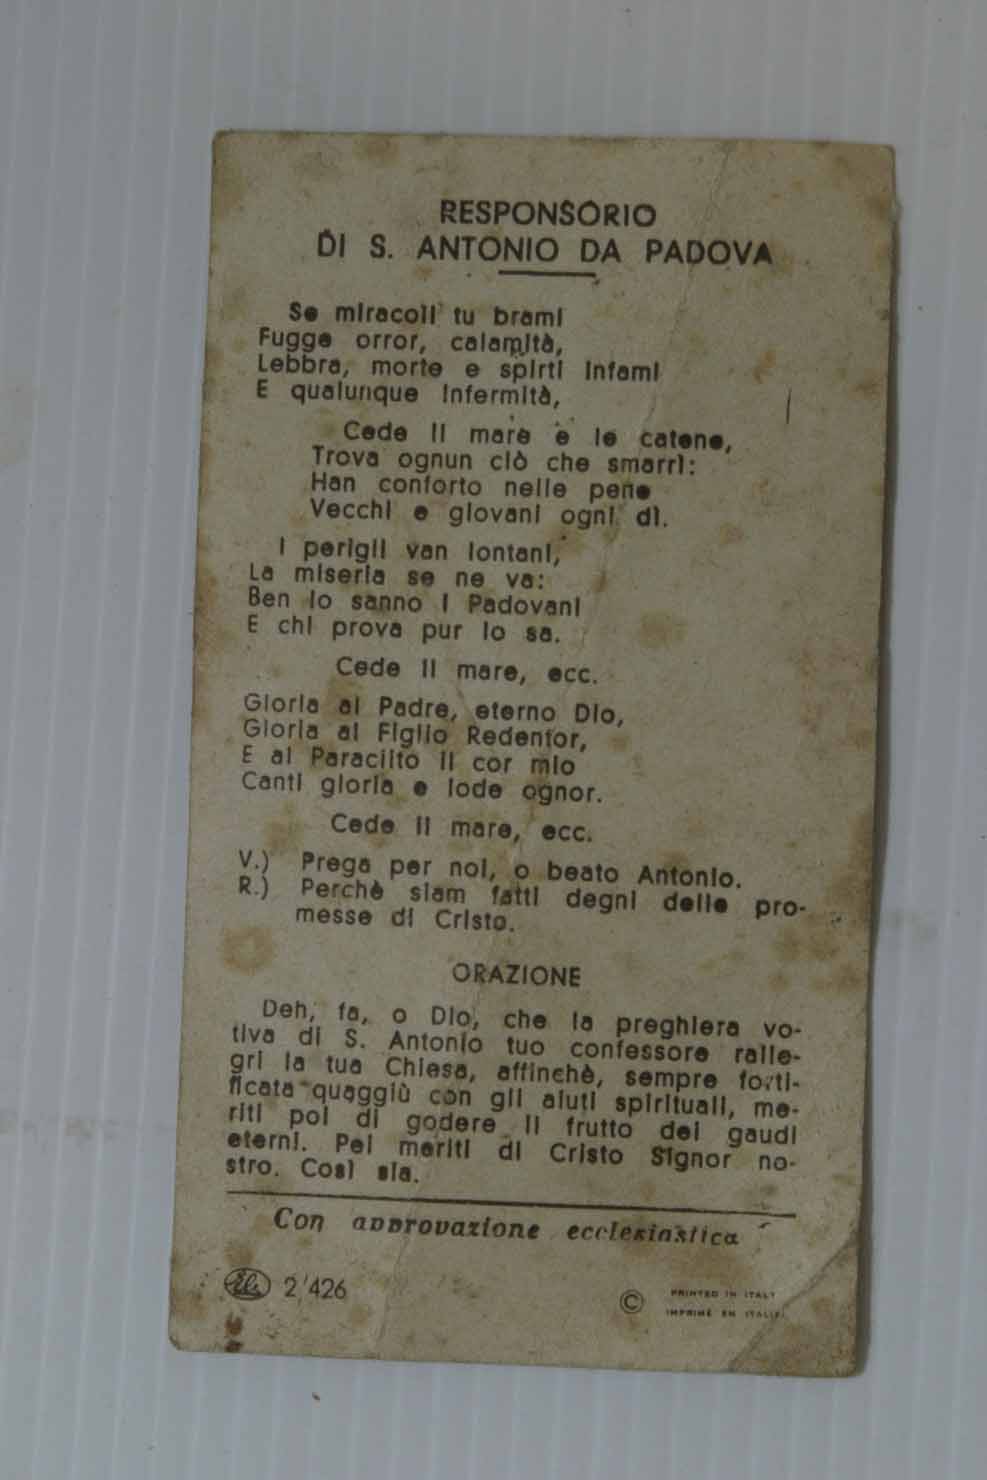 RESPONSORIO
DI S. ANTONIO DA PADOVA
Se miracoli tu brami
Fugge orror, calamità,
Lebbra, morte e spirti infami
E qualunque infermità,
Cede il mare e le catene,
Trova ognun ciò che smarrì:
Han conforto nelle pene
Vecchi e giovani ogni dì.
I perigli van lontani,
La miseria se ne va:
Ben lo sanno i Padovani
E chi prova pur lo sa.
Cede il mare, ecc.
Gloria al Padre, eterno Dio,
Gloria al Figlio Redentor,
E al Paraclito il cor mio
Canti gloria e lode ognor.
Cede il mare, ecc.
V.) Prega per noi, o beato Antonio.
R.) Perchè siam fatti degni delle pro-
messe di Cristo.
ORAZIONE
Deh, fa, o Dio, che la preghiera vo-
tiva di S. Antonio tuo confessore ralle-
gri la tua Chiesa, affinchè, sempre forti-
ficata quaggiù con gli aiuti spirituali, me-
riti poi di godere il frutto dei gaudi
eterni. Pei meriti di Cristo Signor no-
stro. Così sia.
Con approvazione ecclesiastica
2/426
© PRINTED IN ITALY
IMPRIMÉ EN ITALIE